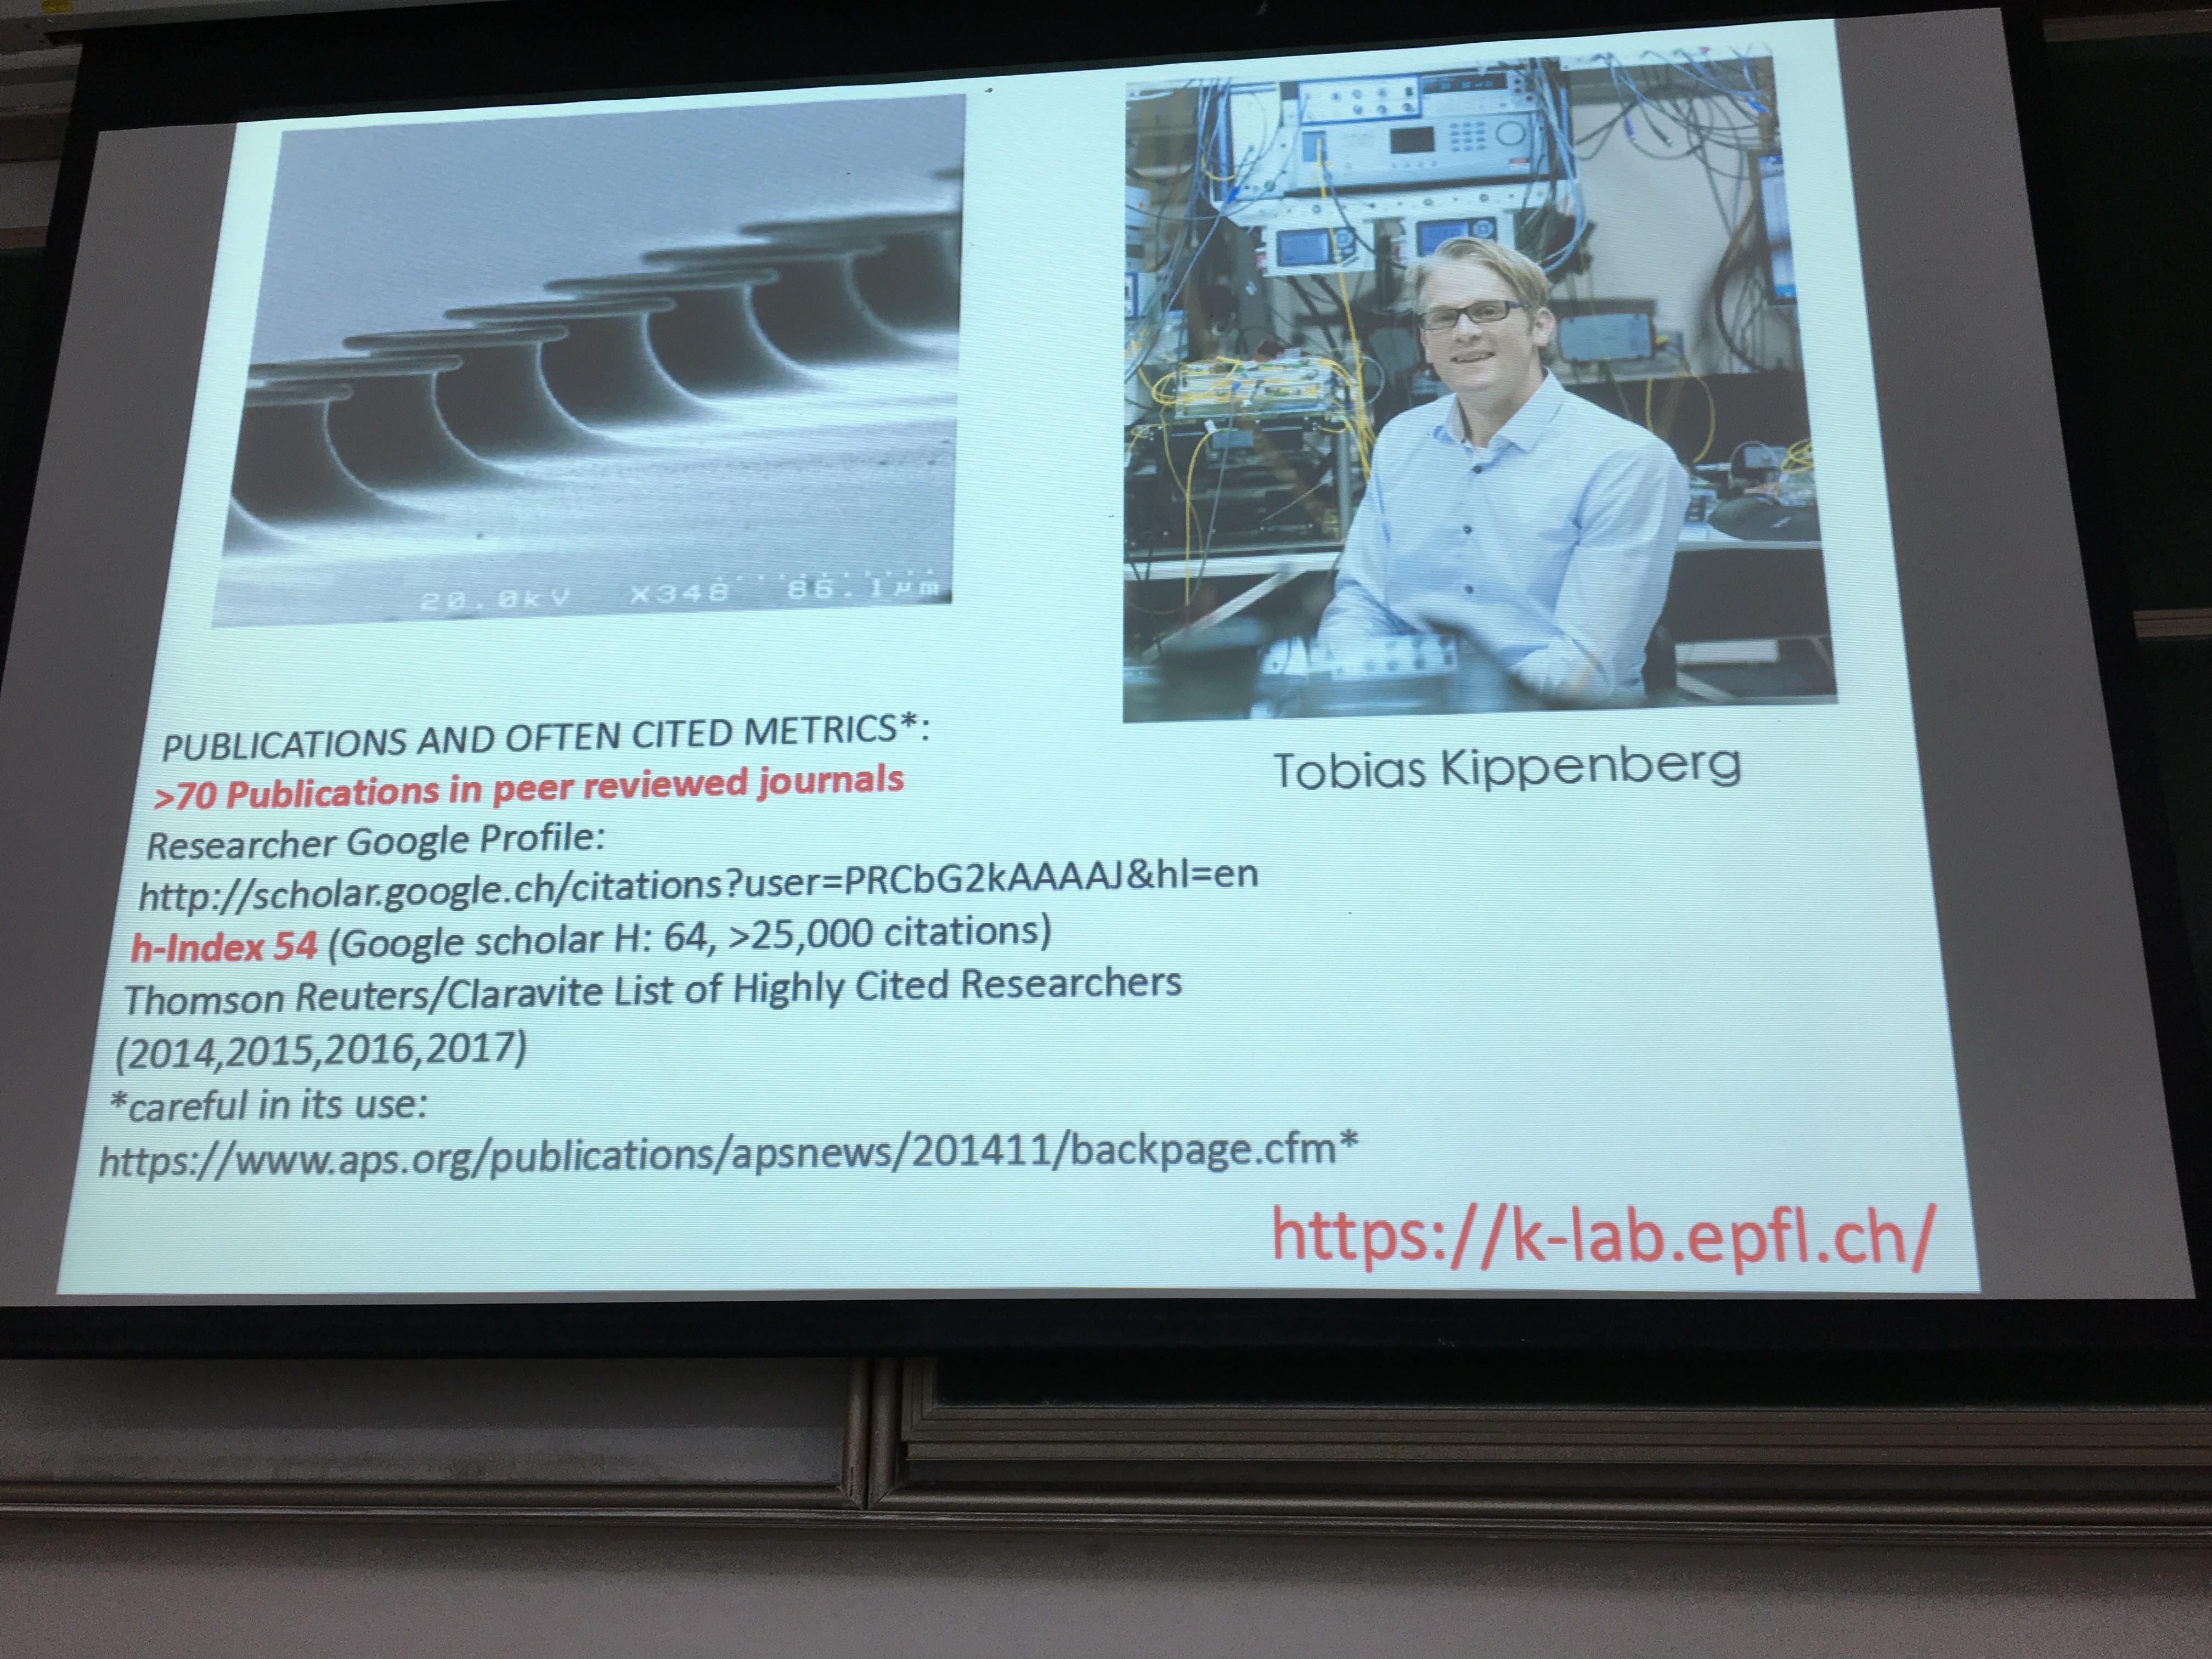 20.0kV X348 86.1µm
Tobias Kippenberg
PUBLICATIONS AND OFTEN CITED METRICS*:
>70 Publications in peer reviewed journals
Researcher Google Profile:
http://scholar.google.ch/citations?user=PRCbG2kAAAAJ&hl=en
h-Index 54 (Google scholar H: 64, >25,000 citations)
Thomson Reuters/Claravite List of Highly Cited Researchers
(2014,2015,2016,2017)
*careful in its use:
https://www.aps.org/publications/apsnews/201411/backpage.cfm*
https://k-lab.epfl.ch/